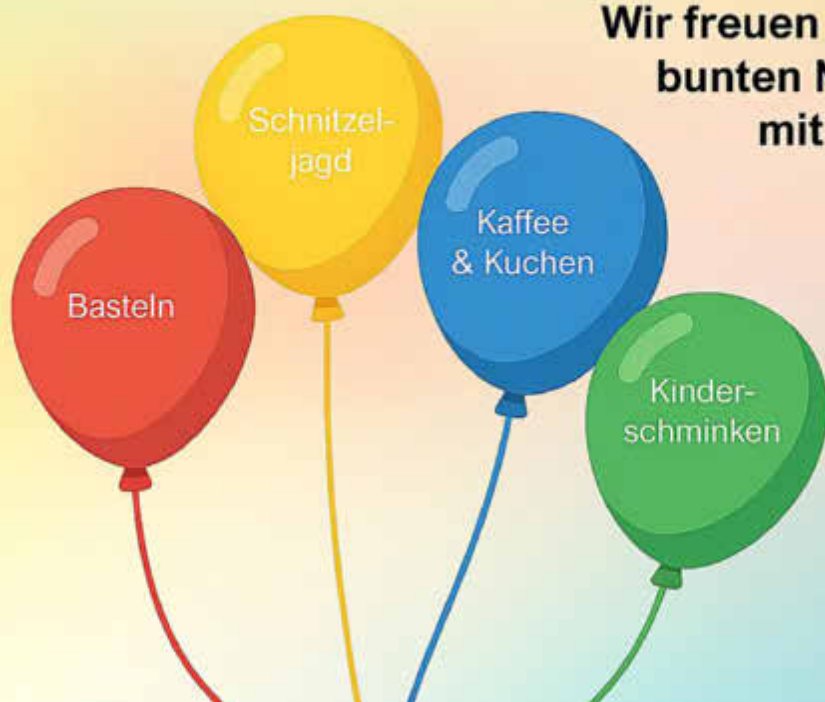 Wir freuen
bunten
mit
Schnitzel-
jagd
Kaffee
& Kuchen
Basteln
Kinder-
schminken